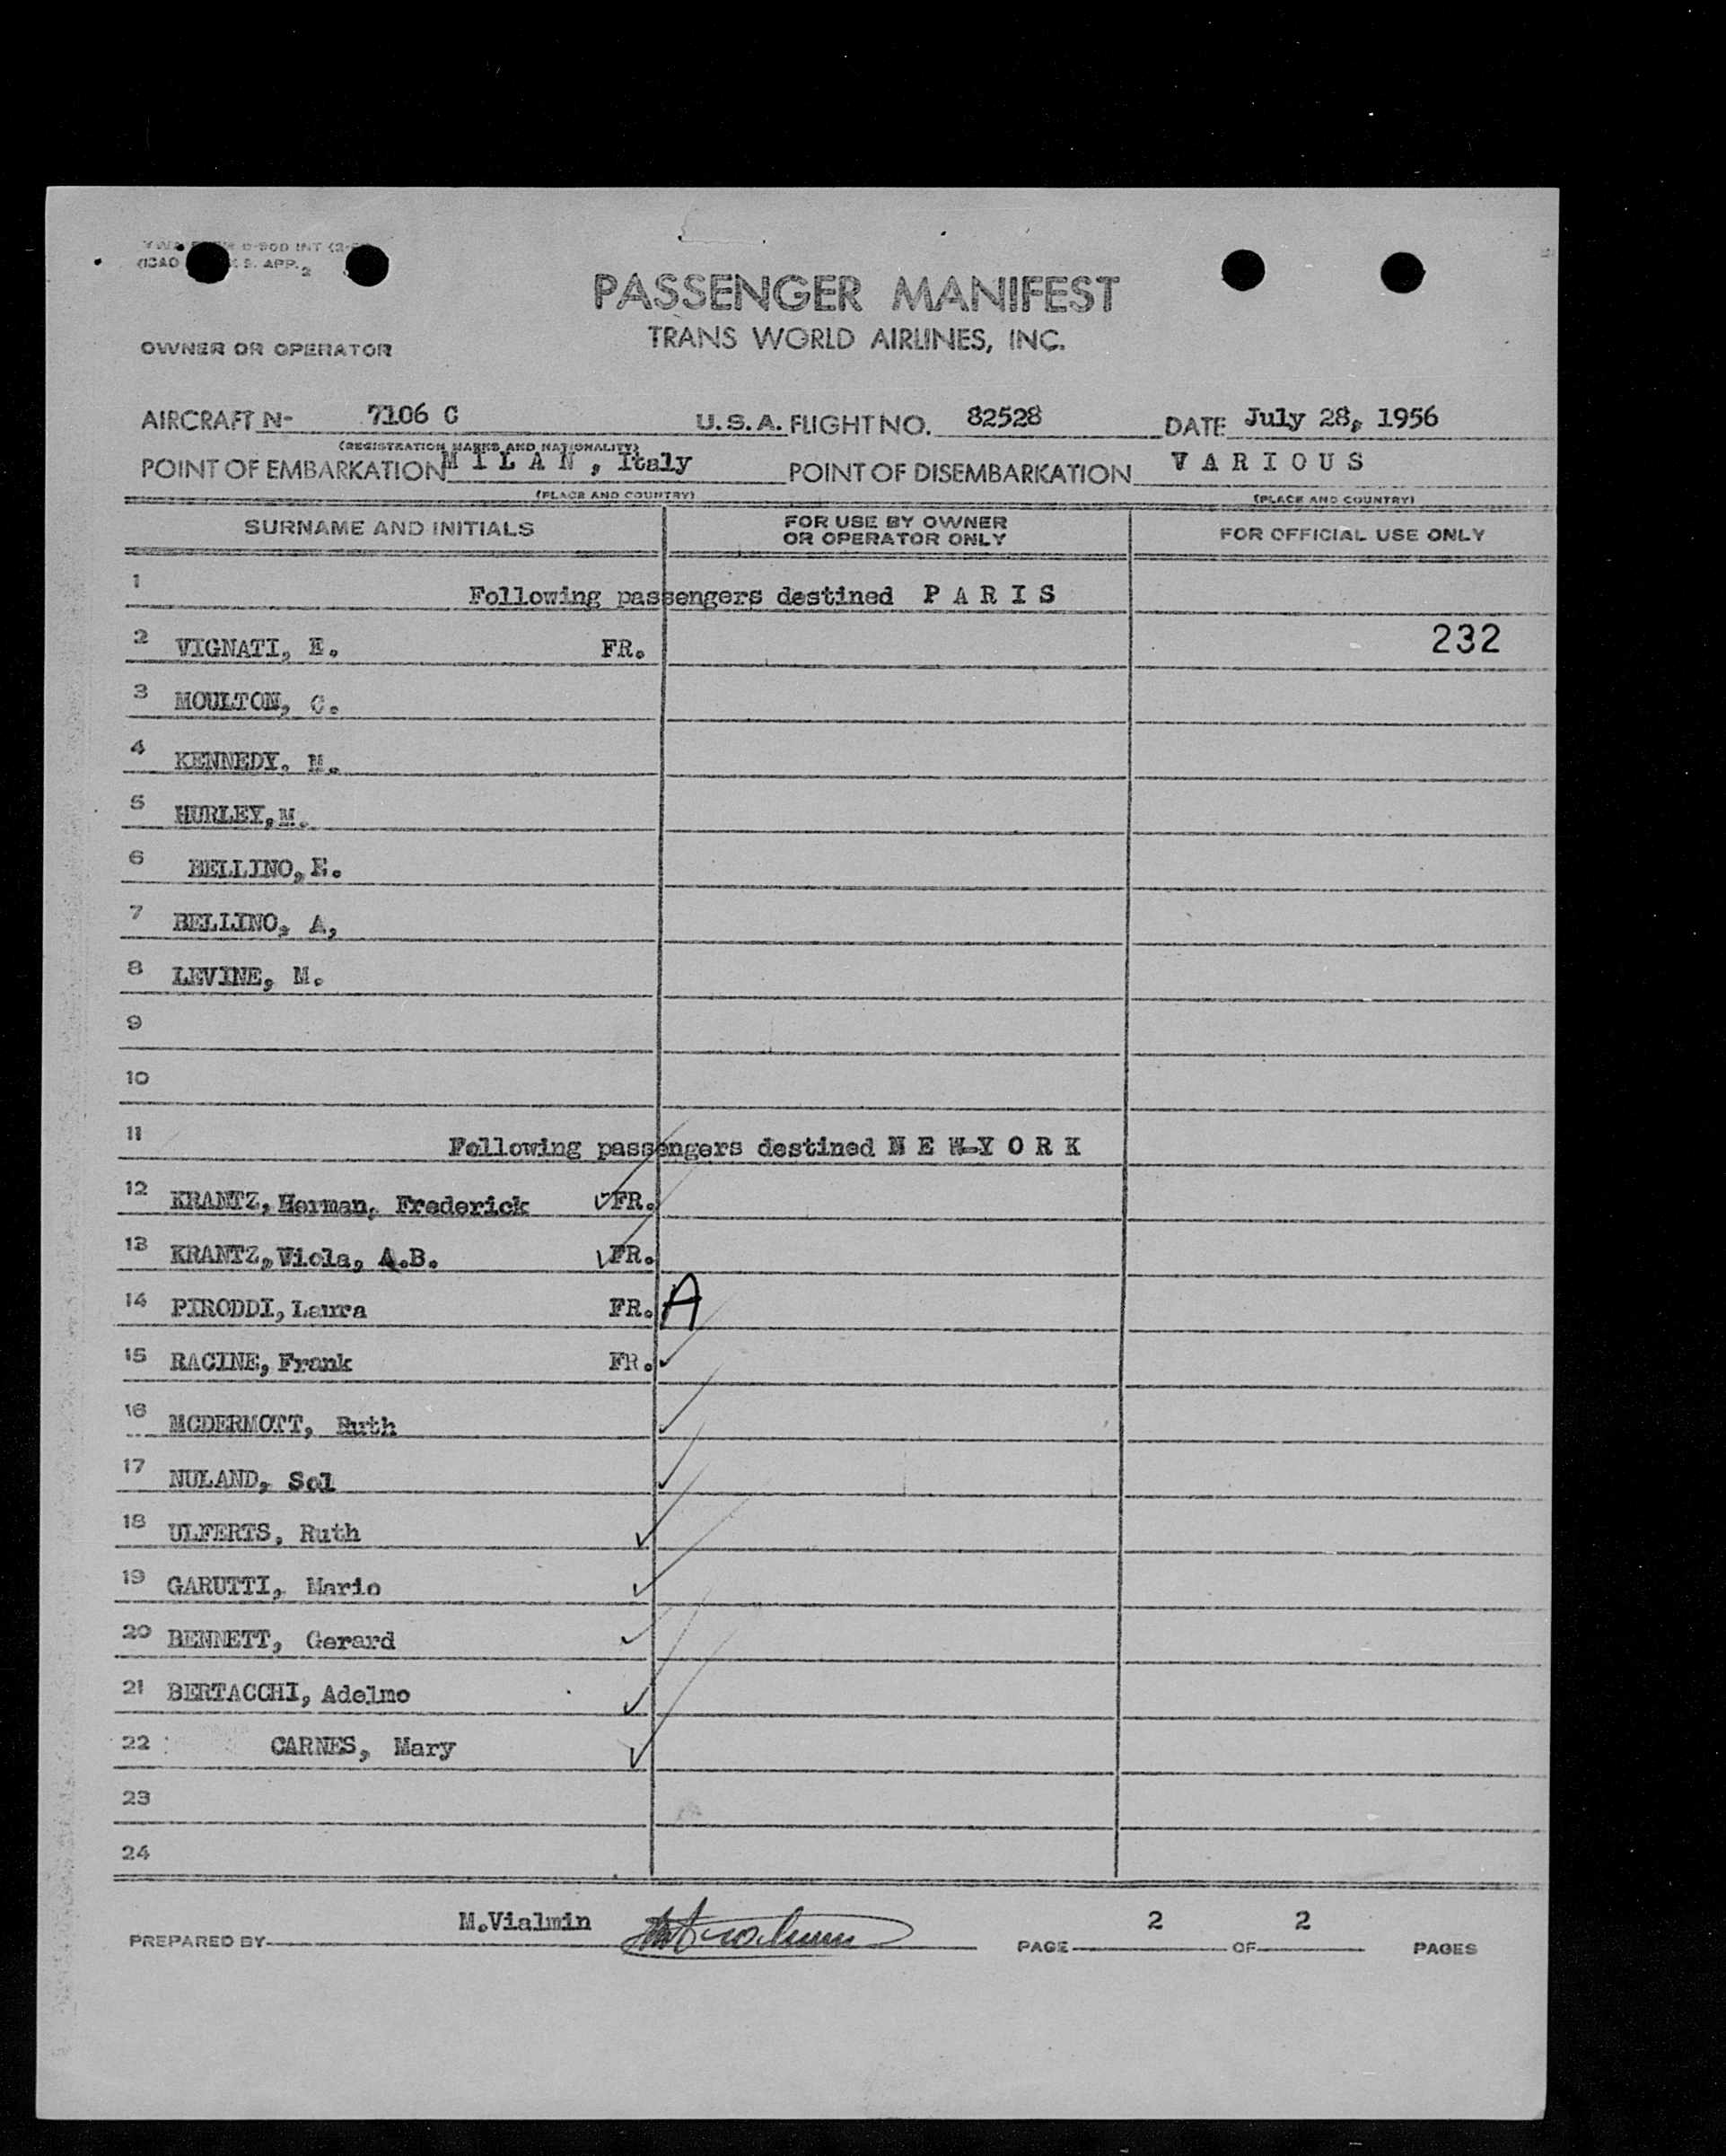 (ICAO S. APP. 2
PASSENGER MANIFEST
TRANS WORLD AIRLINES, INC.
OWNER OR OPERATOR
AIRCRAFT N- 7106 C U.S.A. FLIGHT NO. 82528 DATE July 28, 1956
(REGISTRATION MARKS AND NATIONALITY)
POINT OF EMBARKATION M I L A N , Italy POINT OF DISEMBARKATION V A R I O U S
(PLACE AND COUNTRY) (PLACE AND COUNTRY)
SURNAME AND INITIALS FOR USE BY OWNER OR OPERATOR ONLY FOR OFFICIAL USE ONLY
1 Following passengers destined P A R I S
2 VIGNATI, E. FR. 232
3 MOULTON, C.
4 KENNEDY. M.
5 HURLEY,M.
6 BELLINO,E.
7 BELLINO, A,
8 LEVINE, M.
9
10
11 Following passengers destined N E W-Y O R K
12 KRANTZ, Herman, Frederick FR.
13 KRANTZ, Viola, A.B. FR.
14 PIRODDI, Laura FR. A
15 RACINE, Frank FR.
16 MCDERMOTT, Ruth
17 NULAND, Sol
18 ULFERTS, Ruth
19 GARUTTI, Mario
20 BENNETT, Gerard
21 BERTACCHI, Adelmo
22 CARNES, Mary
23
24
PREPARED BY M.Vialmin PAGE 2 OF 2 PAGES